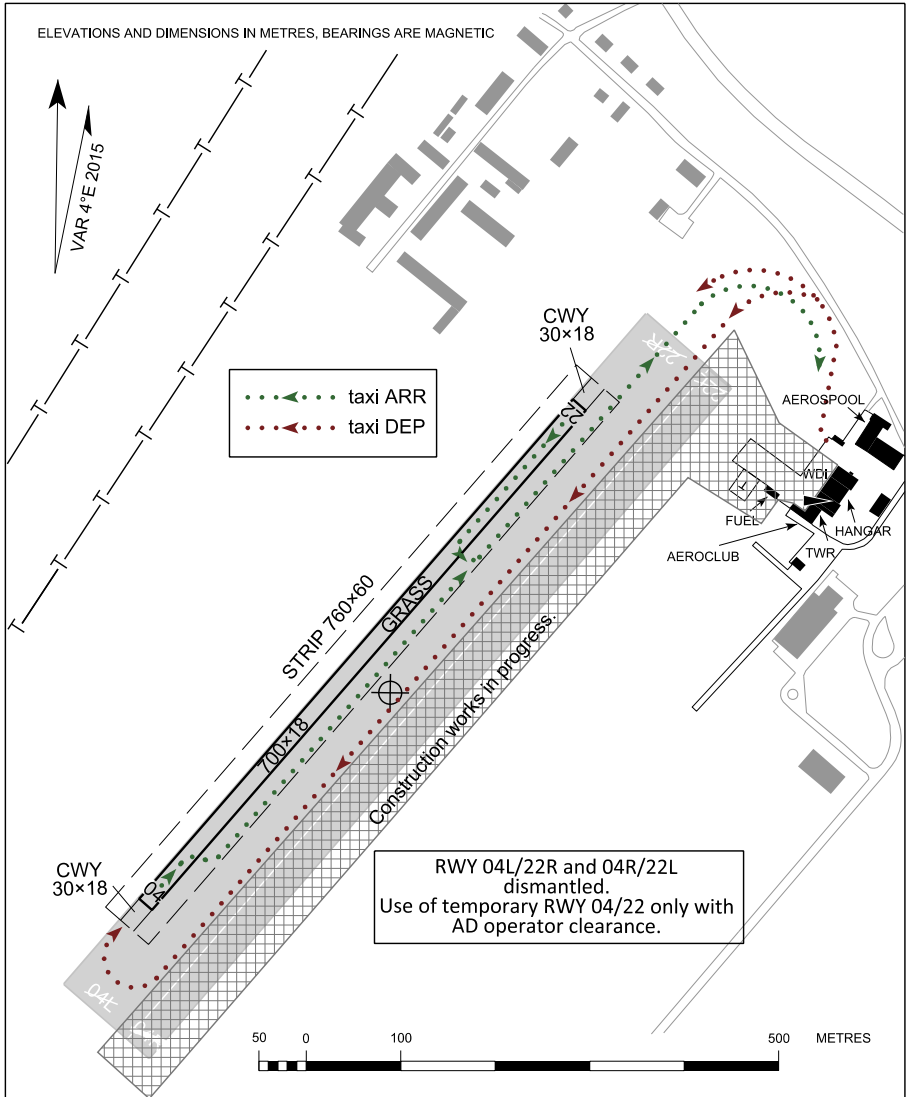 ELEVATIONS AND DIMENSIONS IN METRES, BEARINGS ARE MAGNETIC
VAR 4°E 2015
T
T
T
T
T
T
T
T
T
T
T
T
CWY
30×18
22R
taxi ARR
taxi DEP
22
AEROSPOOL
WDI
T
FUEL
HANGAR
TWR
AEROCLUB
GRASS
STRIP 760×60
700×18
Construction works in progress.
CWY
30×18
04
04L
RWY 04L/22R and 04R/22L
dismantled.
Use of temporary RWY 04/22 only with
AD operator clearance.
50 0 100 500 METRES